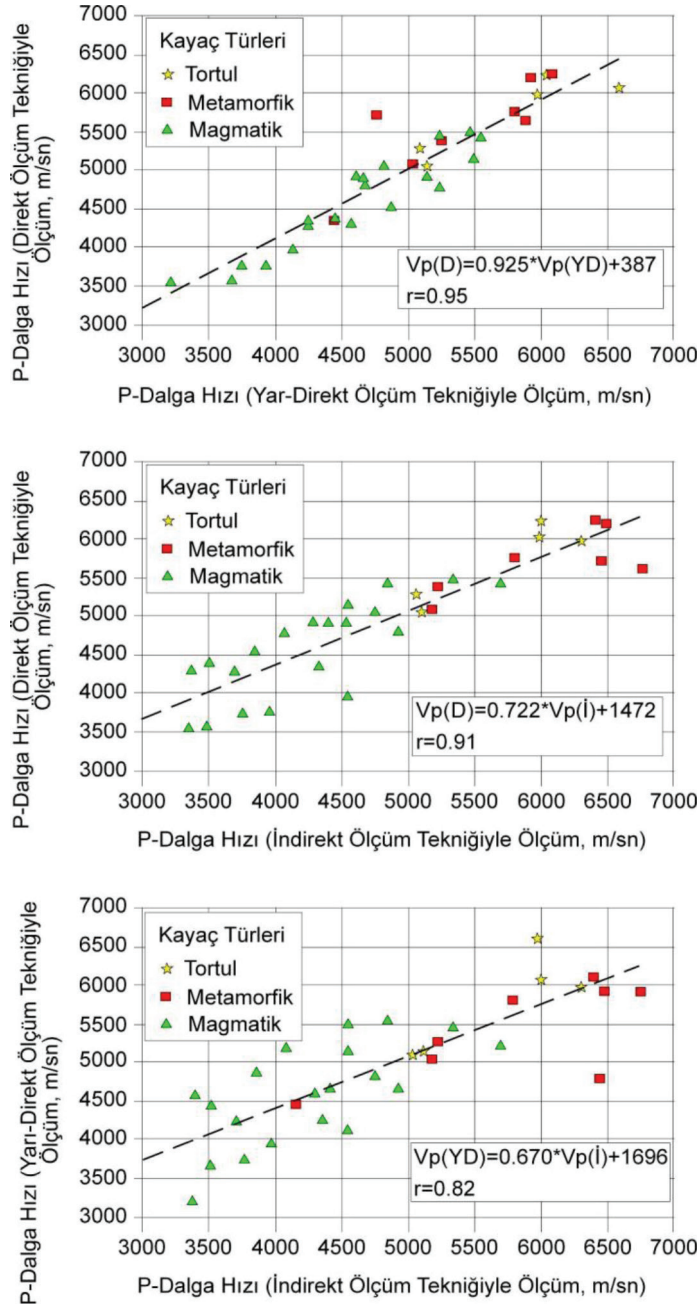 P-Dalga Hızı (Direkt Ölçüm Tekniğiyle
Ölçüm, m/sn)
7000
6500
6000
5500
5000
4500
4000
3500
3000
Kayaç Türleri
Tortul
Metamorfik
Magmatik
Vp(D)=0.925*Vp(YD)+387
r=0.95
3000 3500 4000 4500 5000 5500 6000 6500 7000
P-Dalga Hızı (Yar-Direkt Ölçüm Tekniğiyle Ölçüm, m/sn)
P-Dalga Hızı (Direkt Ölçüm Tekniğiyle
Ölçüm, m/sn)
7000
6500
6000
5500
5000
4500
4000
3500
3000
Kayaç Türleri
Tortul
Metamorfik
Magmatik
Vp(D)=0.722*Vp(İ)+1472
r=0.91
3000 3500 4000 4500 5000 5500 6000 6500 7000
P-Dalga Hızı (İndirekt Ölçüm Tekniğiyle Ölçüm, m/sn)
P-Dalga Hızı (Yarı-Direkt Ölçüm Tekniğiyle
Ölçüm, m/sn)
7000
6500
6000
5500
5000
4500
4000
3500
3000
Kayaç Türleri
Tortul
Metamorfik
Magmatik
Vp(YD)=0.670*Vp(İ)+1696
r=0.82
3000 3500 4000 4500 5000 5500 6000 6500 7000
P-Dalga Hızı (İndirekt Ölçüm Tekniğiyle Ölçüm, m/sn)